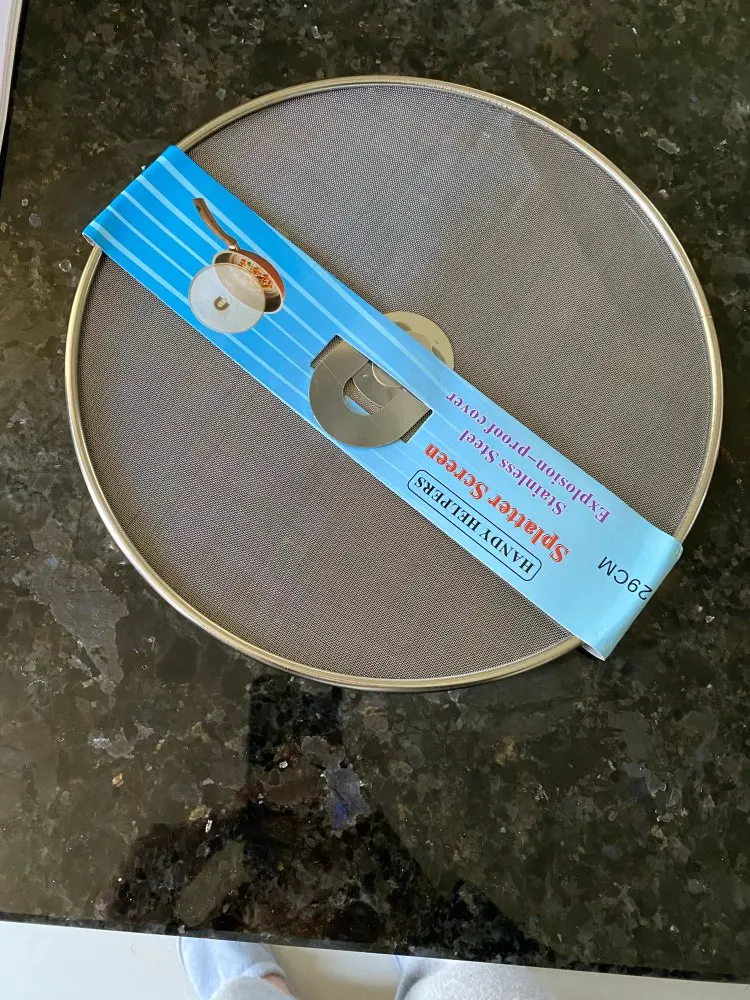 HANDY HELPERS
Splatter Screen
Stainless Steel
Explosion-proof cover
29CM